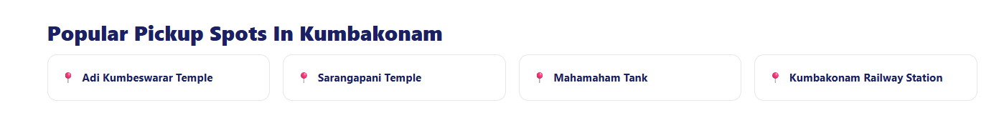 Popular Pickup Spots In Kumbakonam
Adi Kumbeswarar Temple
Sarangapani Temple
Mahamaham Tank
Kumbakonam Railway Station